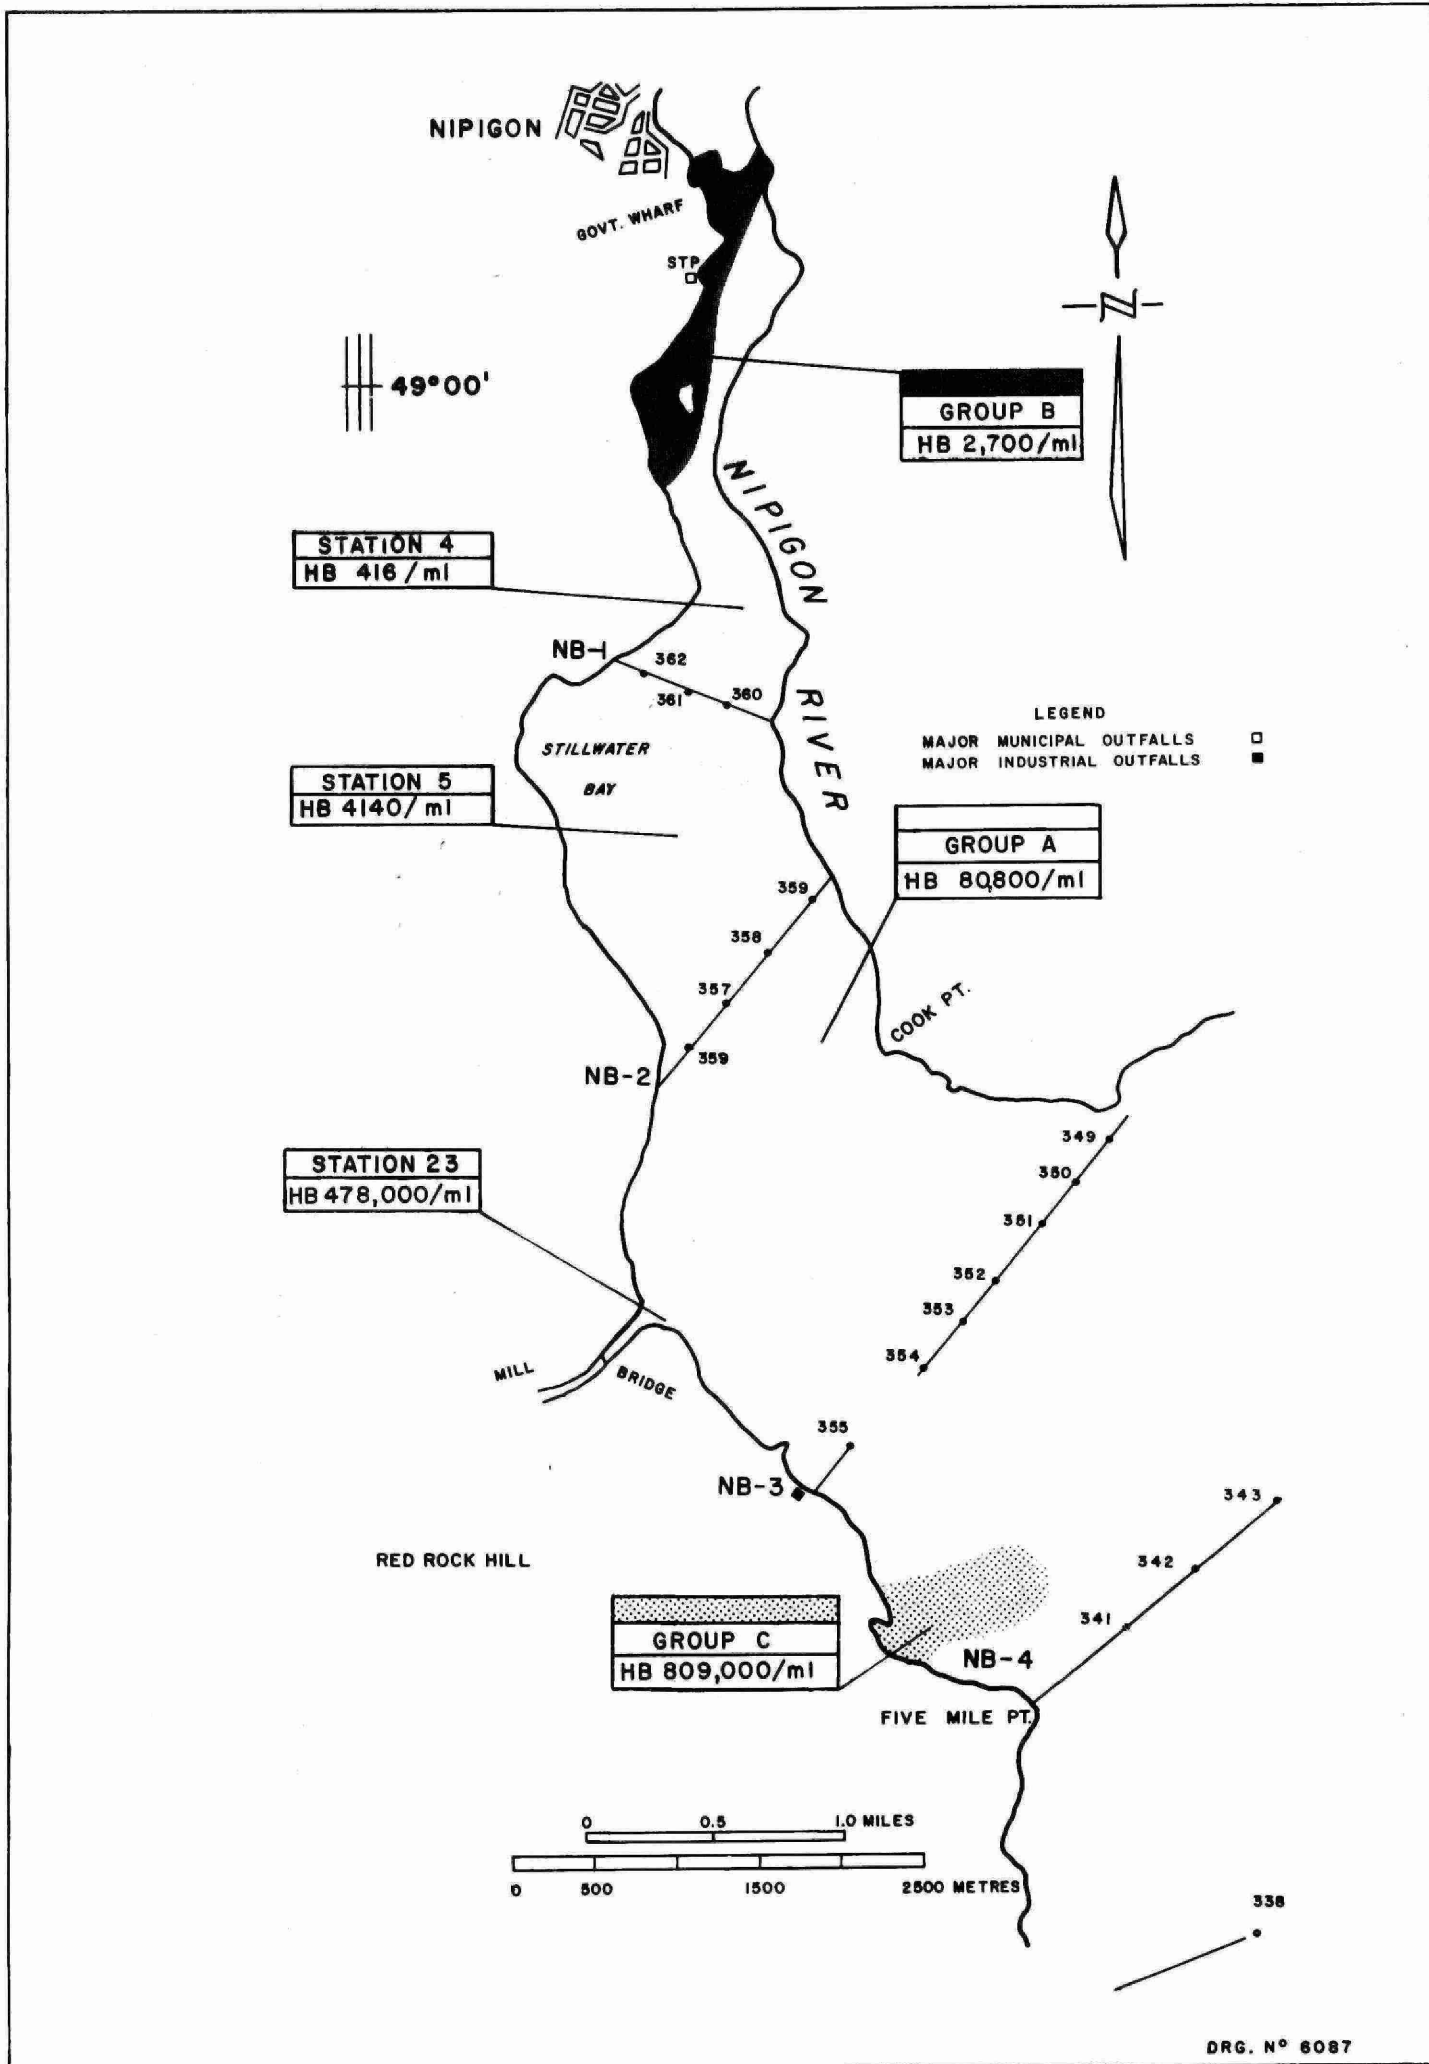 NIPIGON
GOVT. WHARF
STP
N
49°00'
GROUP B
HB 2,700/ml
NIPIGON
RIVER
STATION 4
HB 416/ml
NB-1
362
361
360
STILLWATER
BAY
LEGEND
MAJOR MUNICIPAL OUTFALLS
MAJOR INDUSTRIAL OUTFALLS
STATION 5
HB 4140/ml
GROUP A
HB 80,800/ml
359
358
357
359
NB-2
COOK PT.
349
350
351
352
353
354
STATION 23
HB 478,000/ml
MILL
BRIDGE
355
NB-3
343
342
341
RED ROCK HILL
GROUP C
HB 809,000/ml
NB-4
FIVE MILE PT.
0 0.5 1.0 MILES
0 500 1500 2500 METRES
338
DRG. Nº 6087